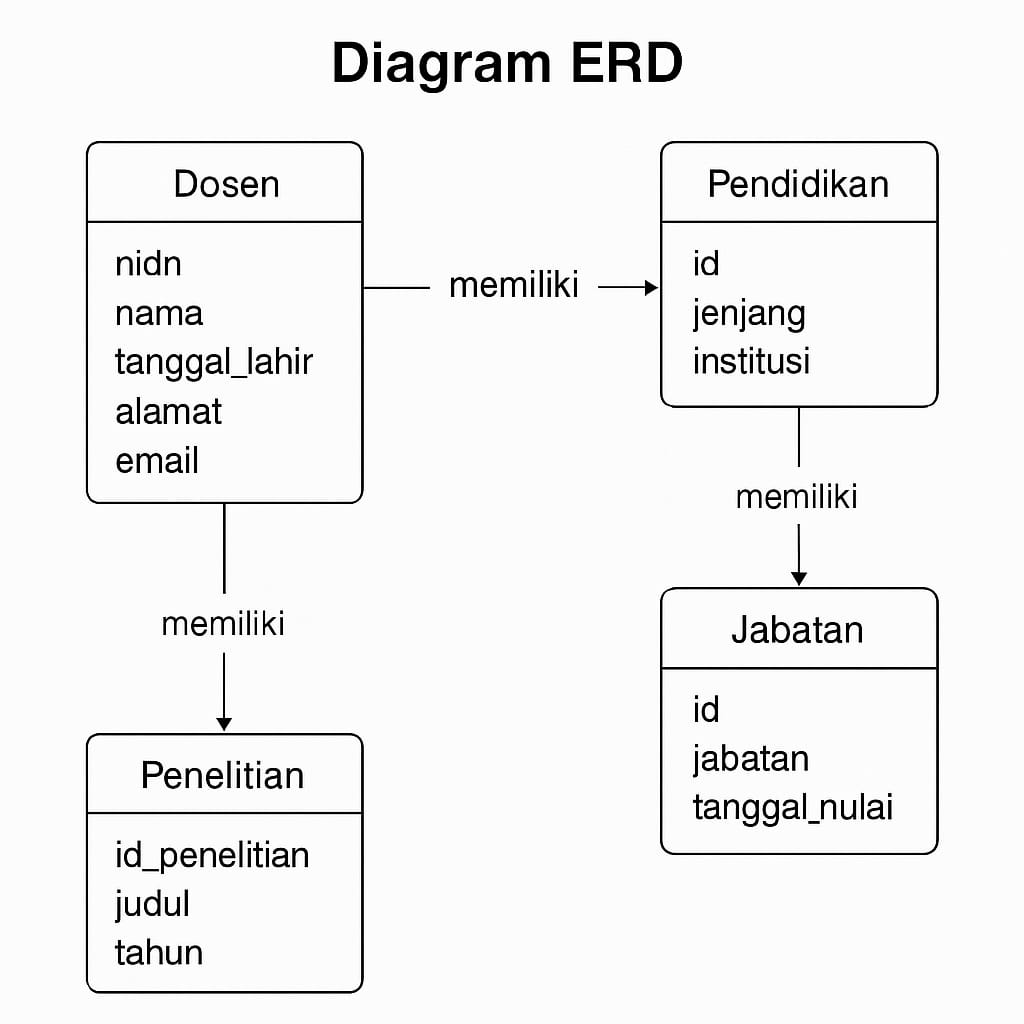 Diagram ERD
Dosen
nidn
nama
tanggal_lahir
alamat
email
memiliki
Pendidikan
id
jenjang
institusi
memiliki
Jabatan
id
jabatan
tanggal_nulai
memiliki
Penelitian
id_penelitian
judul
tahun